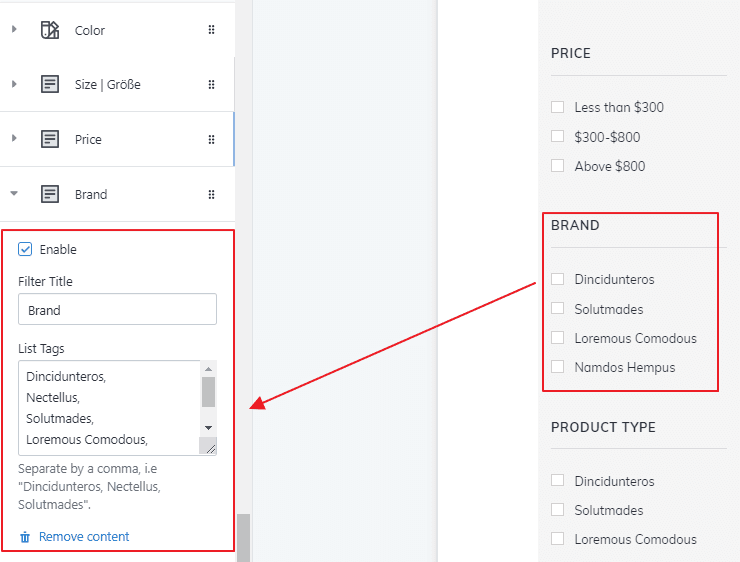 Color
Size | Größe
Price
Brand
Enable
Filter Title
Brand
List Tags
Dincidunteros,
Nectellus,
Solutmades,
Loremous Comodous,
Separate by a comma, i.e
"Dincidunteros, Nectellus,
Solutmades".
Remove content
PRICE
Less than $300
$300-$800
Above $800
BRAND
Dincidunteros
Solutmades
Loremous Comodous
Namdos Hempus
PRODUCT TYPE
Dincidunteros
Solutmades
Loremous Comodous